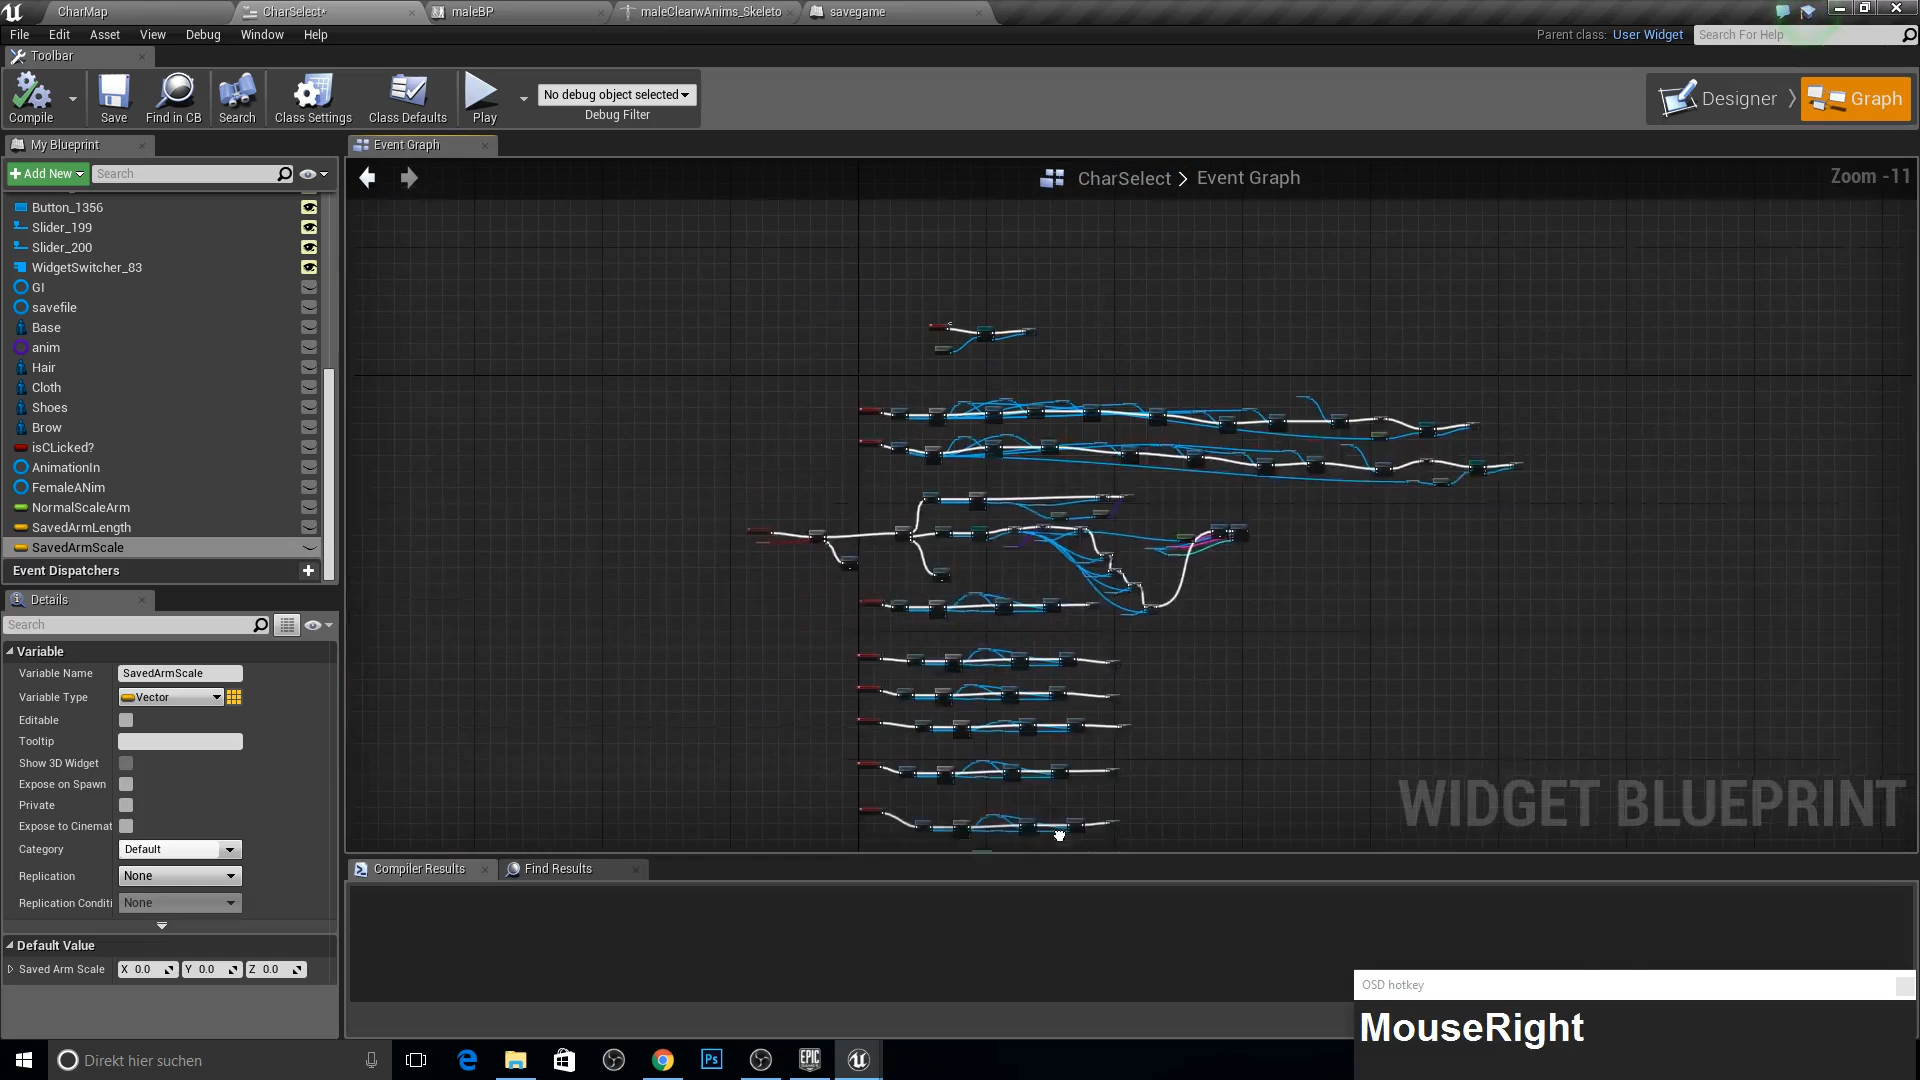 CharMap
CharSelect*
maleBP
maleClearwAnims_Skeleto
savegame
File Edit Asset View Debug Window Help
Parent class: User Widget
Search For Help
Toolbar
Compile
Save
Find in CB
Search
Class Settings
Class Defaults
Play
No debug object selected
Debug Filter
Designer
Graph
My Blueprint
Event Graph
+ Add New
Search
CharSelect > Event Graph
Zoom -11
Button_1356
Slider_199
Slider_200
WidgetSwitcher_83
GI
savefile
Base
anim
Hair
Cloth
Shoes
Brow
isCLicked?
AnimationIn
FemaleANim
NormalScaleArm
SavedArmLength
SavedArmScale
Event Dispatchers
Details
Search
Variable
Variable Name SavedArmScale
Variable Type Vector
Editable
Tooltip
Show 3D Widget
Expose on Spawn
Private
Expose to Cinemat
Category Default
Replication None
Replication Conditi None
Default Value
Saved Arm Scale X 0.0 Y 0.0 Z 0.0
WIDGET BLUEPRINT
Compiler Results
Find Results
OSD hotkey
MouseRight
Direkt hier suchen
Ps
EPIC